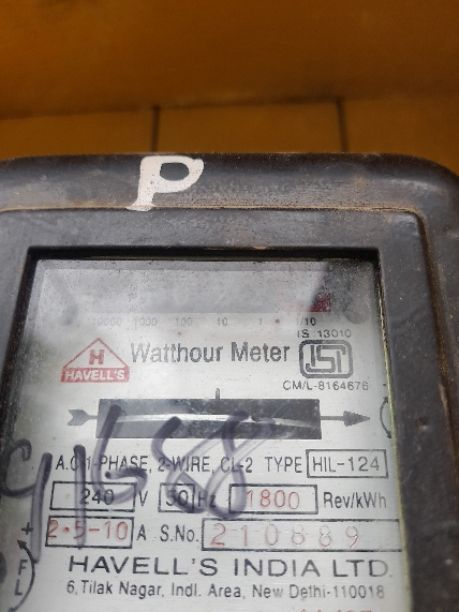 P
10000 1000 100 10 1 1/10
IS 13010
H
HAVELL'S
Watthour Meter
ISI
CM/L-8164676
A.C.1-PHASE, 2-WIRE, CL-2 TYPE HIL-124
240 V 50 Hz 1800 Rev/kWh
2.5-10 A S.No. 210889
HAVELL'S INDIA LTD.
6, Tilak Nagar, Indl. Area, New Delhi-110018
+
F
L